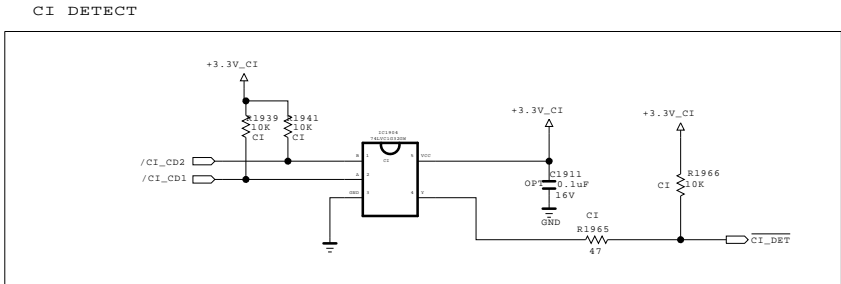 CI DETECT
+3.3V_CI
R1939
10K
CI
R1941
10K
CI
/CI_CD2
/CI_CD1
IC1904
74LVC1G32GW
CI
B 1
A 2
GND 3
5 VCC
4 Y
+3.3V_CI
C1911
OPT 0.1uF
16V
GND
+3.3V_CI
R1966
CI 10K
CI
R1965
47
CI_DET